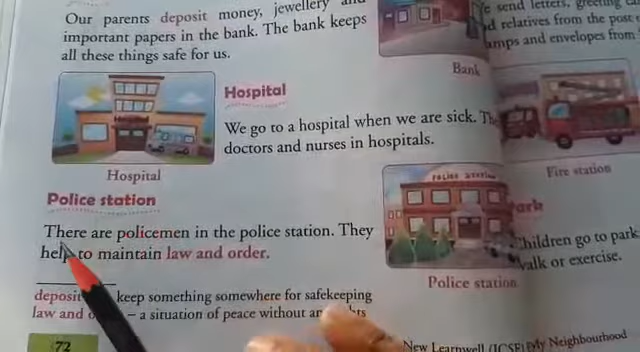 Our parents deposit money, jewellery and
important papers in the bank. The bank keeps
all these things safe for us.
Bank
Hospital
We go to a hospital when we are sick.
doctors and nurses in hospitals.
Hospital
Hospital
Police station
There are policemen in the police station. They
help to maintain law and order.
POLICE STATION
Police station
deposit keep something somewhere for safekeeping
law and – a situation of peace without
72
send letters, greeting
relatives from the post
and envelopes from
Fire station
Park
Children go to park
walk or exercise.
New Learnwell (ICSE) My Neighbourhood